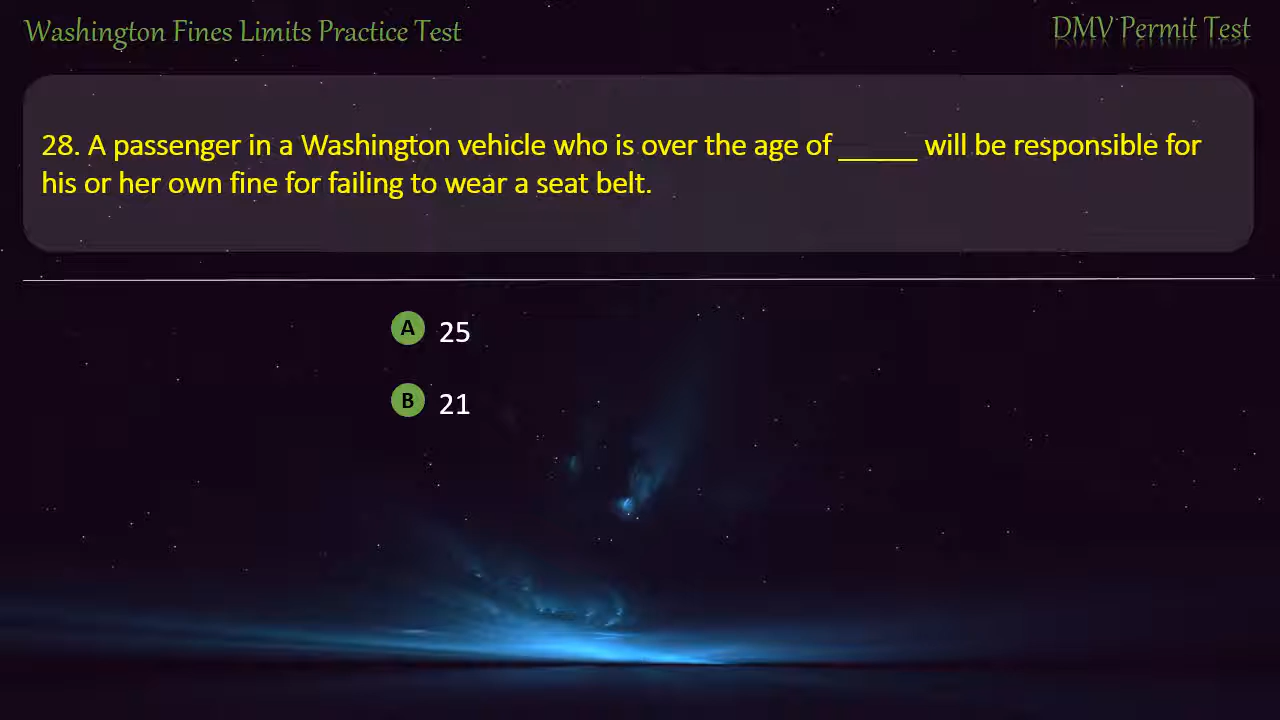 Washington Fines Limits Practice Test
DMV Permit Test
28. A passenger in a Washington vehicle who is over the age of _____ will be responsible for
his or her own fine for failing to wear a seat belt.
A 25
B 21